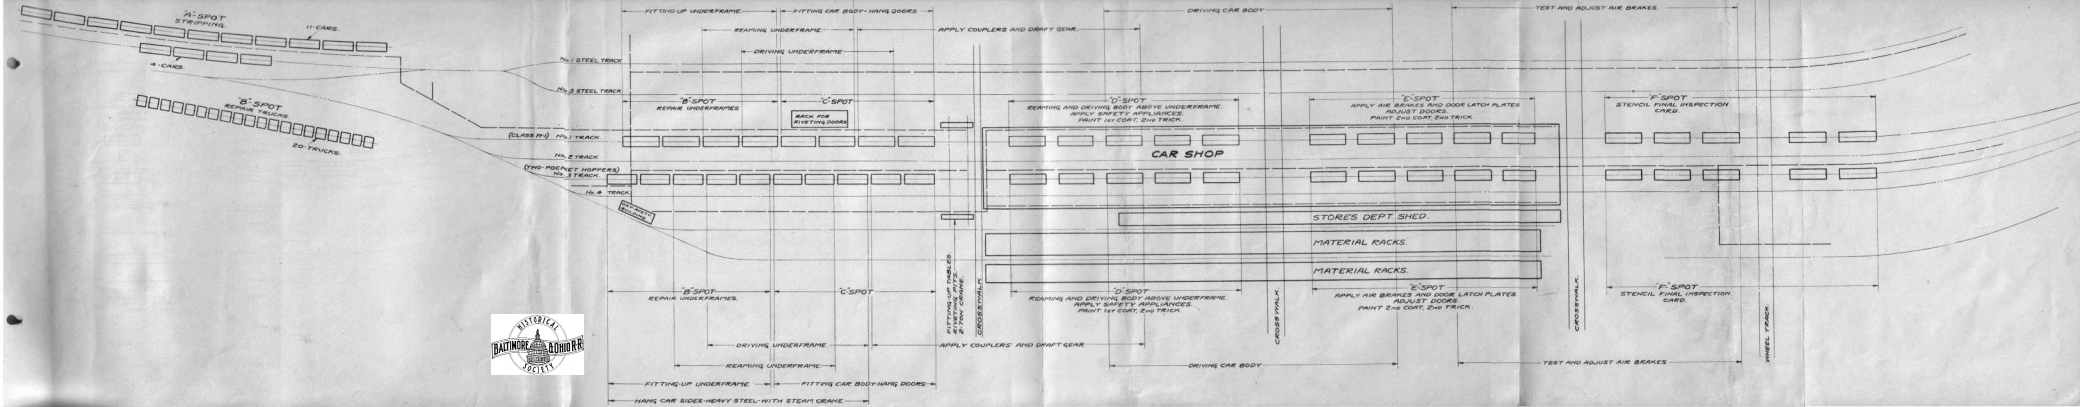 "A"-SPOT
STRIPPING.
11-CARS.
4-CARS.
"B"-SPOT
REPAIR TRUCKS.
20-TRUCKS.
FITTING-UP UNDERFRAME.
FITTING CAR BODY-HANG DOORS
DRIVING CAR BODY
TEST AND ADJUST AIR BRAKES.
REAMING UNDERFRAME
APPLY COUPLERS AND DRAFT GEAR.
DRIVING UNDERFRAME
No. 1 STEEL TRACK
No. 3 STEEL TRACK
"B"-SPOT
REPAIR UNDERFRAMES
"C"-SPOT
RACK FOR
RIVETING DOORS
"D"-SPOT
REAMING AND DRIVING BODY ABOVE UNDERFRAME.
APPLY SAFETY APPLIANCES.
PAINT 1ST COAT, 2ND TRICK
"E"-SPOT
APPLY AIR BRAKES AND DOOR LATCH PLATES
ADJUST DOORS.
PAINT 2ND COAT, 2ND TRICK
"F"-SPOT
STENCIL FINAL INSPECTION
CARD.
(CLASS N-1)
No. 1 TRACK
No. 2 TRACK
(TWO-POCKET HOPPERS)
No. 3 TRACK.
No. 4 TRACK
CAR SHOP
STORES DEPT. SHED.
MATERIAL RACKS.
MATERIAL RACKS.
FITTING-UP TABLES.
RIVETING PITS.
2-TON CRANE.
CROSSWALK.
CROSSWALK.
CROSSWALK.
WHEEL TRACK
"B"-SPOT
REPAIR UNDERFRAMES.
"C"-SPOT
"D"-SPOT
REAMING AND DRIVING BODY ABOVE UNDERFRAME.
APPLY SAFETY APPLIANCES.
PAINT 1ST COAT, 2ND TRICK.
"E"-SPOT
APPLY AIR BRAKES AND DOOR LATCH PLATES
ADJUST DOORS
PAINT 2ND COAT, 2ND TRICK.
"F"-SPOT
STENCIL FINAL INSPECTION
CARD.
DRIVING UNDERFRAME
APPLY COUPLERS AND DRAFT GEAR
REAMING UNDERFRAME
DRIVING CAR BODY
TEST AND ADJUST AIR BRAKES
FITTING-UP UNDERFRAME.
FITTING CAR BODY-HANG DOORS
HANG CAR SIDES-HEAVY STEEL-WITH STEAM CRANE.
HISTORICAL
BALTIMORE & OHIO R-R
SOCIETY